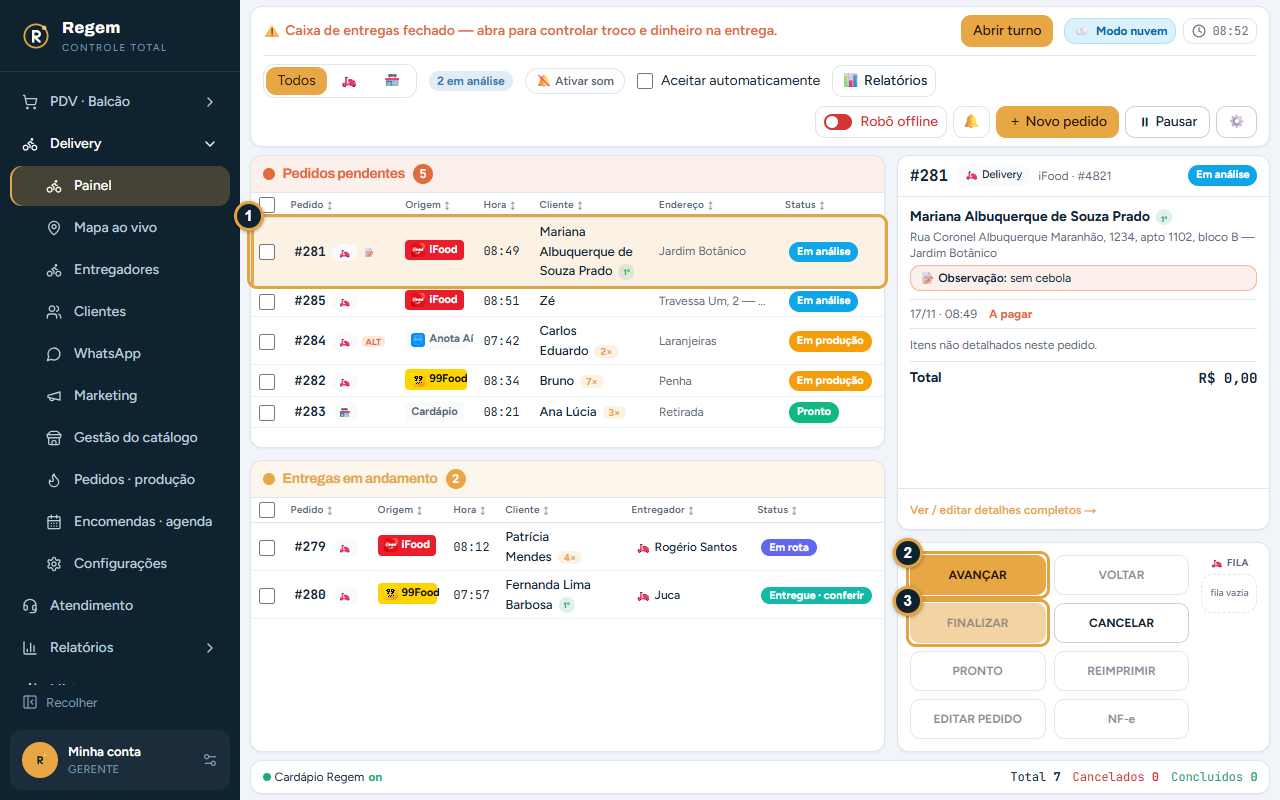 Regem
CONTROLE TOTAL
PDV · Balcão
Delivery
Painel
Mapa ao vivo
Entregadores
Clientes
WhatsApp
Marketing
Gestão do catálogo
Pedidos · produção
Encomendas · agenda
Configurações
Atendimento
Relatórios
Recolher
R
Minha conta
GERENTE
Caixa de entregas fechado — abra para controlar troco e dinheiro na entrega.
Abrir turno
Modo nuvem
08:52
Todos
2 em análise
Ativar som
Aceitar automaticamente
Relatórios
Robô offline
+ Novo pedido
Pausar
Pedidos pendentes 5
Pedido ↕ Origem ↕ Hora ↕ Cliente ↕ Endereço ↕ Status ↕
1
#281 iFood 08:49 Mariana Albuquerque de Souza Prado 1º Jardim Botânico Em análise
#285 iFood 08:51 Zé Travessa Um, 2 — ... Em análise
#284 ALT Anota Aí 07:42 Carlos Eduardo 2× Laranjeiras Em produção
#282 99Food 08:34 Bruno 7× Penha Em produção
#283 Cardápio 08:21 Ana Lúcia 3× Retirada Pronto
Entregas em andamento 2
Pedido ↕ Origem ↕ Hora ↕ Cliente ↕ Entregador ↕ Status ↕
#279 iFood 08:12 Patrícia Mendes 4× Rogério Santos Em rota
#280 99Food 07:57 Fernanda Lima Barbosa 1º Juca Entregue · conferir
#281 Delivery iFood · #4821 Em análise
Mariana Albuquerque de Souza Prado 1º
Rua Coronel Albuquerque Maranhão, 1234, apto 1102, bloco B —
Jardim Botânico
Observação: sem cebola
17/11 · 08:49 A pagar
Itens não detalhados neste pedido.
Total R$ 0,00
Ver / editar detalhes completos →
2
AVANÇAR
VOLTAR
FILA
fila vazia
3
FINALIZAR
CANCELAR
PRONTO
REIMPRIMIR
EDITAR PEDIDO
NF-e
Cardápio Regem on
Total 7 Cancelados 0 Concluídos 0